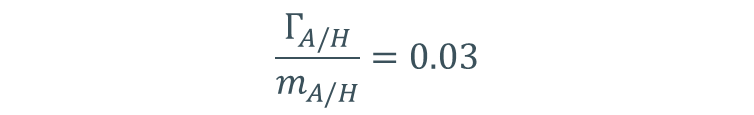 Γ_{A/H} / m_{A/H} = 0.03